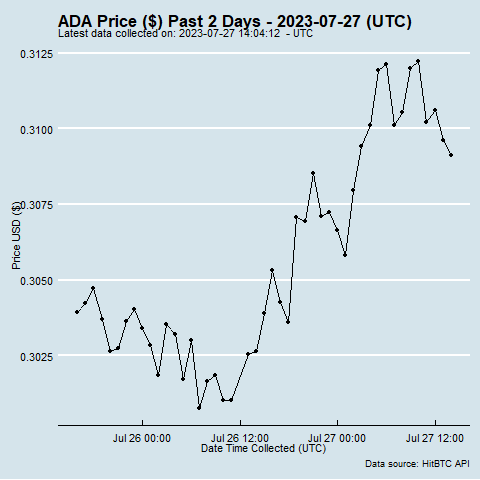 ADA Price ($) Past 2 Days - 2023-07-27 (UTC)
Latest data collected on: 2023-07-27 14:04:12 - UTC
0.3125
0.3100
0.3075
0.3050
0.3025
Price USD ($)
Jul 26 00:00
Jul 26 12:00
Jul 27 00:00
Jul 27 12:00
Date Time Collected (UTC)
Data source: HitBTC API